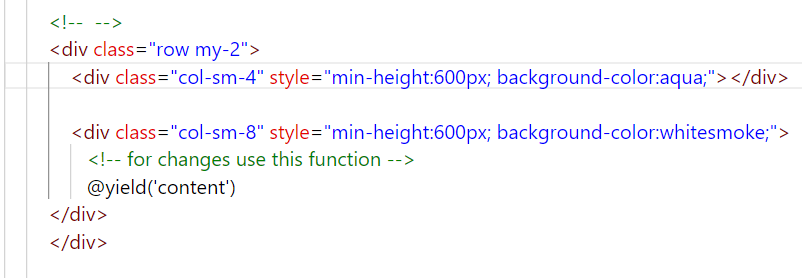 <!--  -->
<div class="row my-2">
<div class="col-sm-4" style="min-height:600px; background-color:aqua;"></div>
<div class="col-sm-8" style="min-height:600px; background-color:whitesmoke;">
<!-- for changes use this function -->
@yield('content')
</div>
</div>